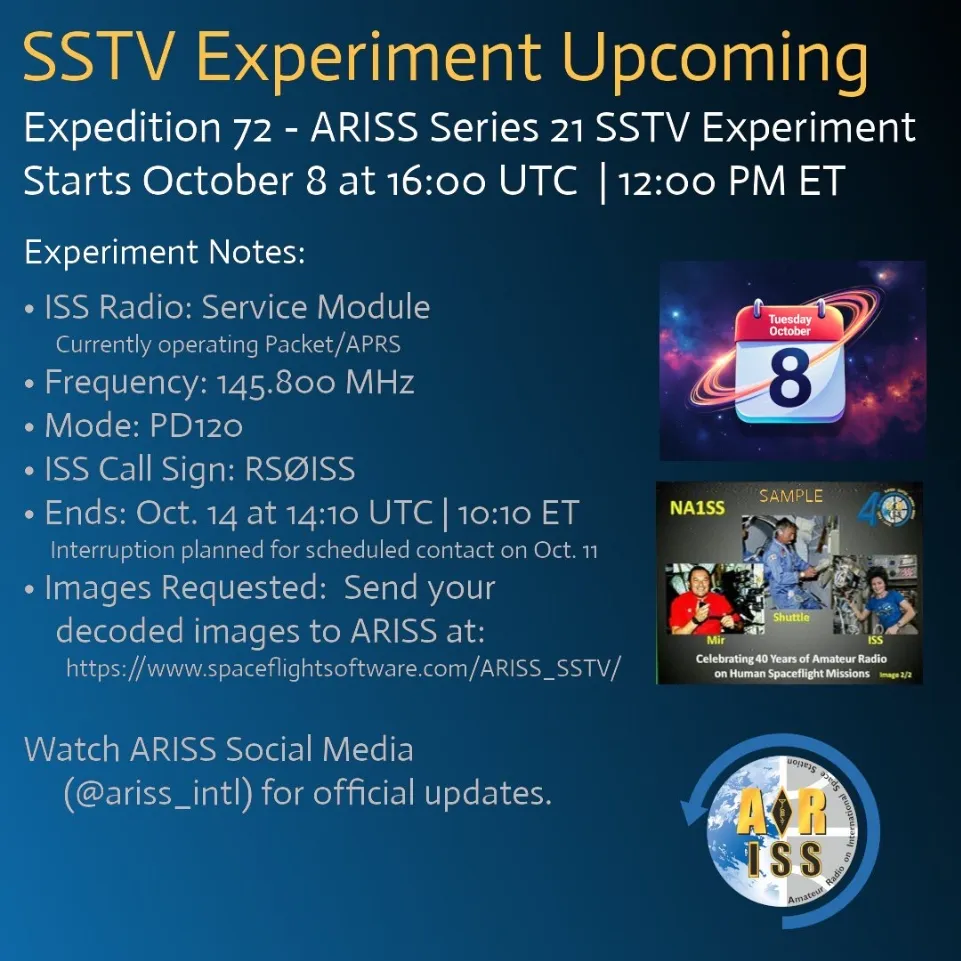 SSTV Experiment Upcoming
Expedition 72 - ARISS Series 21 SSTV Experiment
Starts October 8 at 16:00 UTC | 12:00 PM ET
Experiment Notes:
• ISS Radio: Service Module
Currently operating Packet/APRS
• Frequency: 145.800 MHz
• Mode: PD120
• ISS Call Sign: RSØISS
• Ends: Oct. 14 at 14:10 UTC | 10:10 ET
Interruption planned for scheduled contact on Oct. 11
• Images Requested: Send your
decoded images to ARISS at:
https://www.spaceflightsoftware.com/ARISS_SSTV/
Watch ARISS Social Media
(@ariss_intl) for official updates.
Tuesday
October
8
SAMPLE
NA1SS
40
Mir
Shuttle
ISS
Celebrating 40 Years of Amateur Radio
on Human Spaceflight Missions
Image 2/2
AR
ISS
Amateur Radio on International Space Station